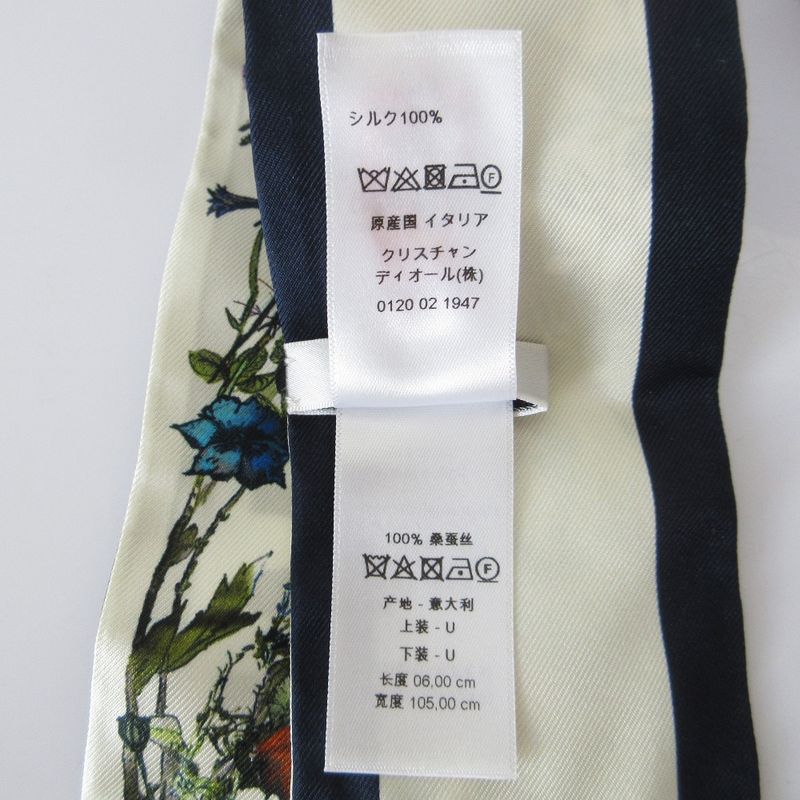 シルク100%
F
原産国 イタリア
クリスチャン
ディオール(株)
0120 02 1947
100% 桑蚕丝
F
产地 - 意大利
上装 - U
下装 - U
长度 06,00 cm
宽度 105,00 cm